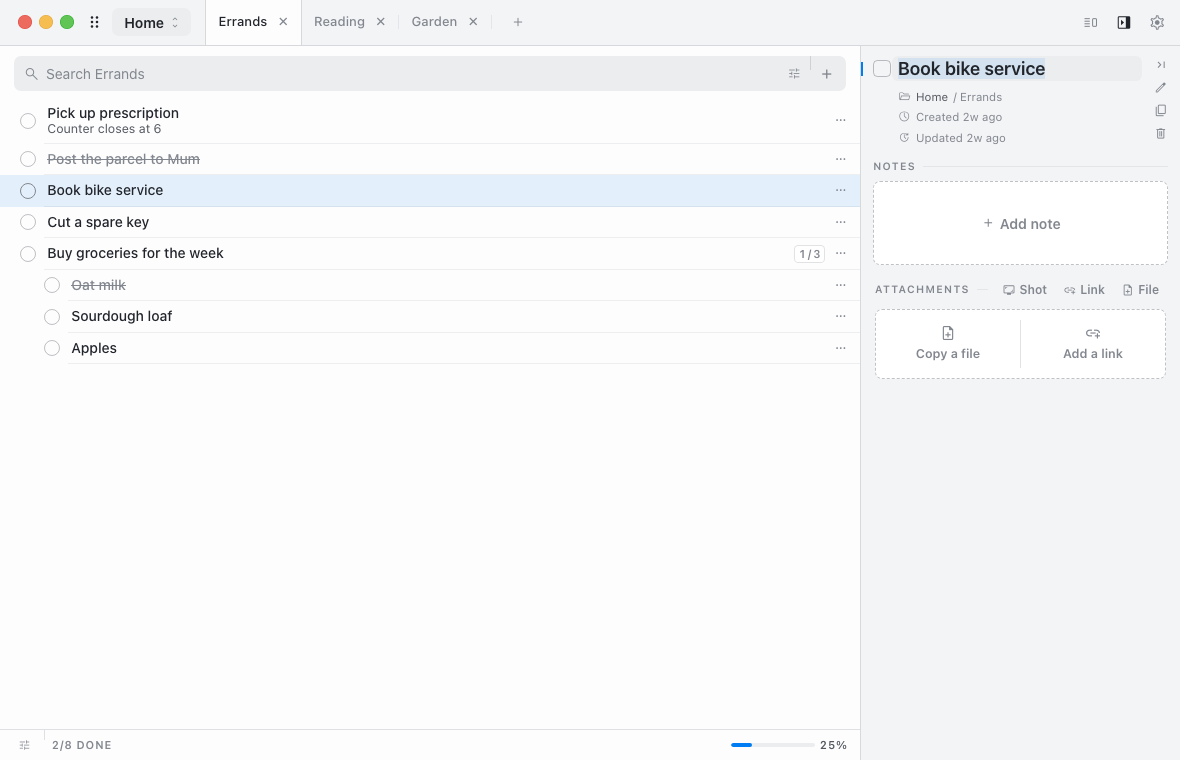 Home
Errands
Reading
Garden
Search Errands
Pick up prescription
Counter closes at 6
Post the parcel to Mum
Book bike service
Cut a spare key
Buy groceries for the week
1/3
Oat milk
Sourdough loaf
Apples
2/8 DONE
25%
Book bike service
Home / Errands
Created 2w ago
Updated 2w ago
NOTES
+ Add note
ATTACHMENTS
Shot
Link
File
Copy a file
Add a link